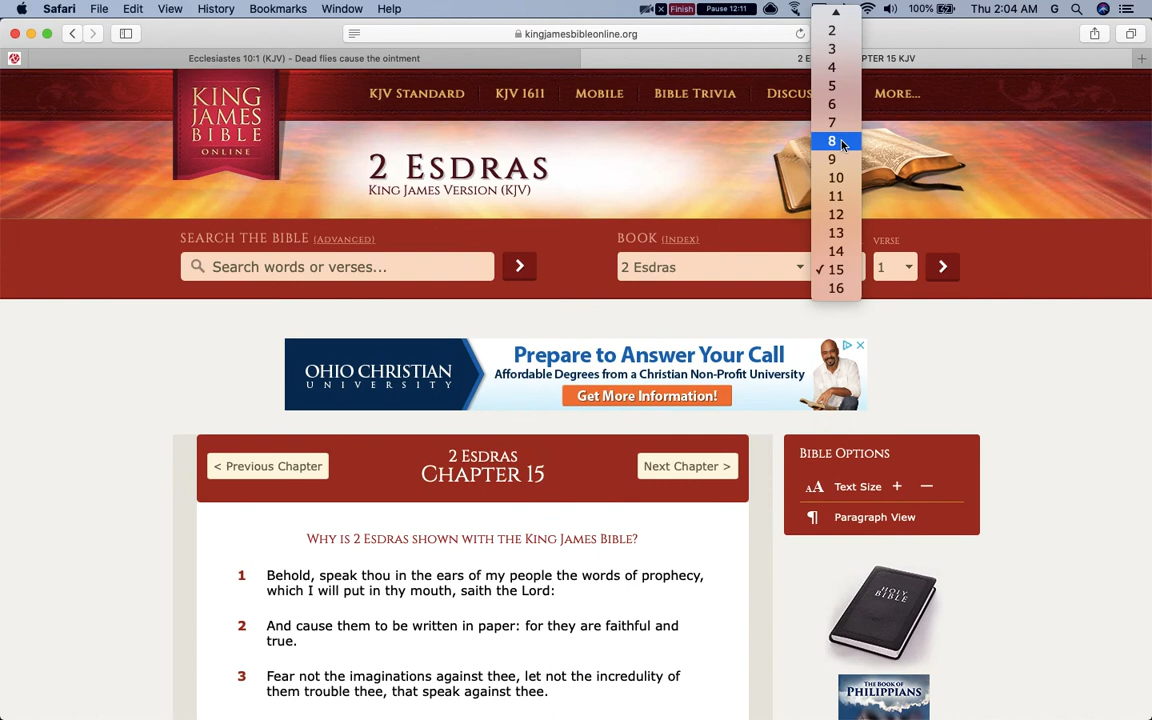 Safari File Edit View History Bookmarks Window Help Finish Pause 12:11 100% Thu 2:04 AM G
kingjamesbibleonline.org
Ecclesiastes 10:1 (KJV) - Dead flies cause the ointment
2 E
PTER 15 KJV
KING
JAMES
BIBLE
ONLINE
KJV STANDARD KJV 1611 MOBILE BIBLE TRIVIA DISCUS MORE...
2 ESDRAS
KING JAMES VERSION (KJV)
2
3
4
5
6
7
8
9
10
11
12
13
14
✓ 15
16
SEARCH THE BIBLE (ADVANCED)
BOOK (INDEX)
VERSE
Search words or verses...
2 Esdras
1
OHIO CHRISTIAN
UNIVERSITY
Prepare to Answer Your Call
Affordable Degrees from a Christian Non-Profit University
Get More Information!
< Previous Chapter
2 ESDRAS
CHAPTER 15
Next Chapter >
WHY IS 2 ESDRAS SHOWN WITH THE KING JAMES BIBLE?
1 Behold, speak thou in the ears of my people the words of prophecy,
which I will put in thy mouth, saith the Lord:
2 And cause them to be written in paper: for they are faithful and
true.
3 Fear not the imaginations against thee, let not the incredulity of
them trouble thee, that speak against thee.
BIBLE OPTIONS
AA Text Size + —
¶ Paragraph View
HOLY
BIBLE
THE BOOK OF
PHILIPPIANS